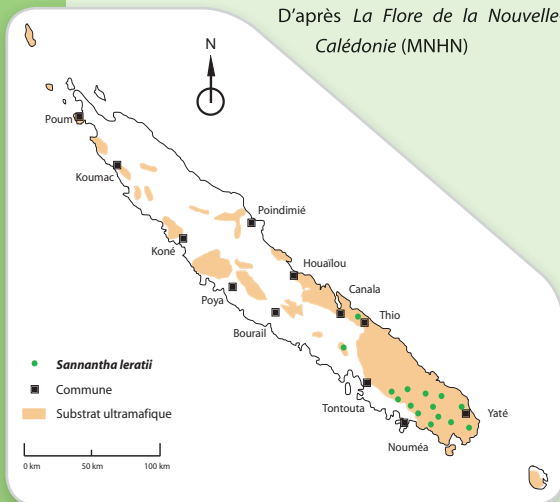 D'après La Flore de la Nouvelle
Calédonie (MNHN)
N
Poum
Koumac
Poindimié
Koné
Houaïlou
Canala
Poya
Thio
Bourail
Sannantha leratii
Commune
Substrat ultramafique
Tontouta
Yaté
Nouméa
0 km 50 km 100 km